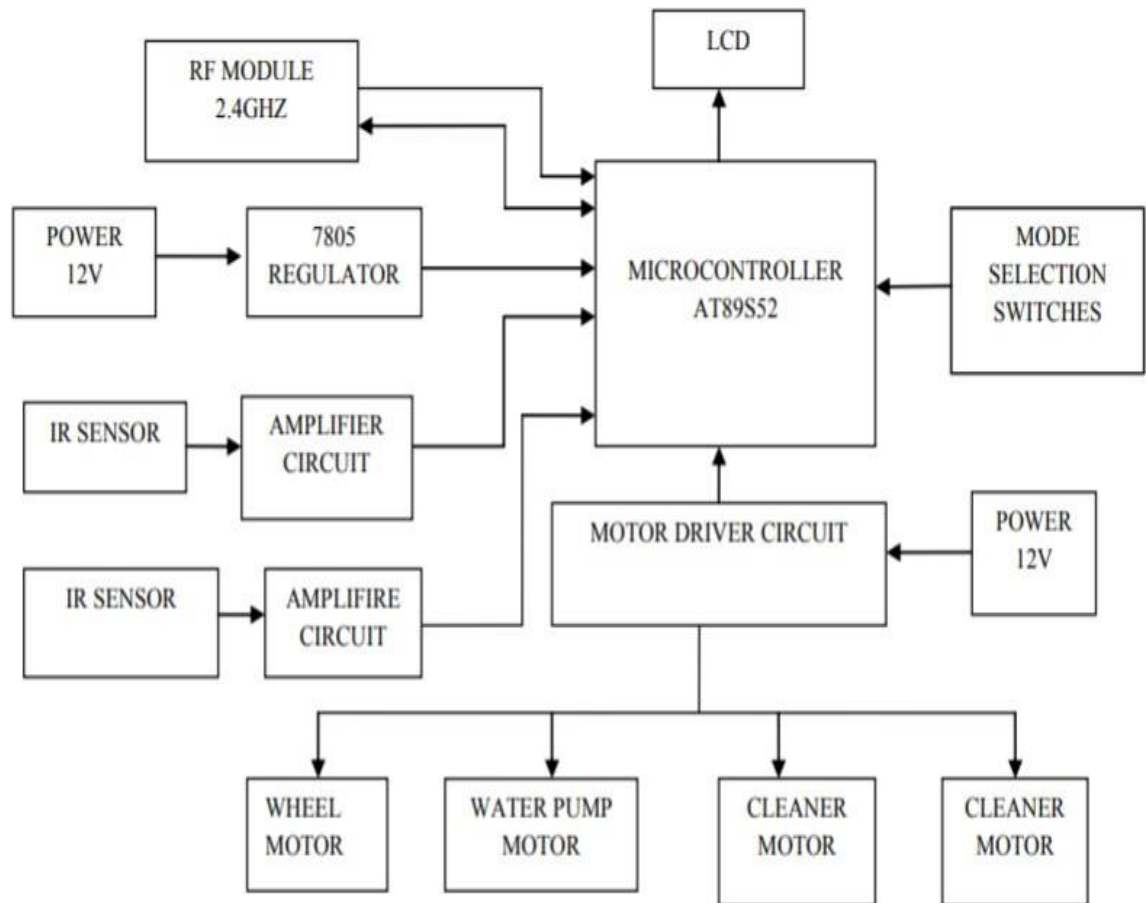 LCD
RF MODULE
2.4GHZ
POWER
12V
7805
REGULATOR
MICROCONTROLLER
AT89S52
MODE
SELECTION
SWITCHES
IR SENSOR
AMPLIFIER
CIRCUIT
MOTOR DRIVER CIRCUIT
POWER
12V
IR SENSOR
AMPLIFIRE
CIRCUIT
WHEEL
MOTOR
WATER PUMP
MOTOR
CLEANER
MOTOR
CLEANER
MOTOR